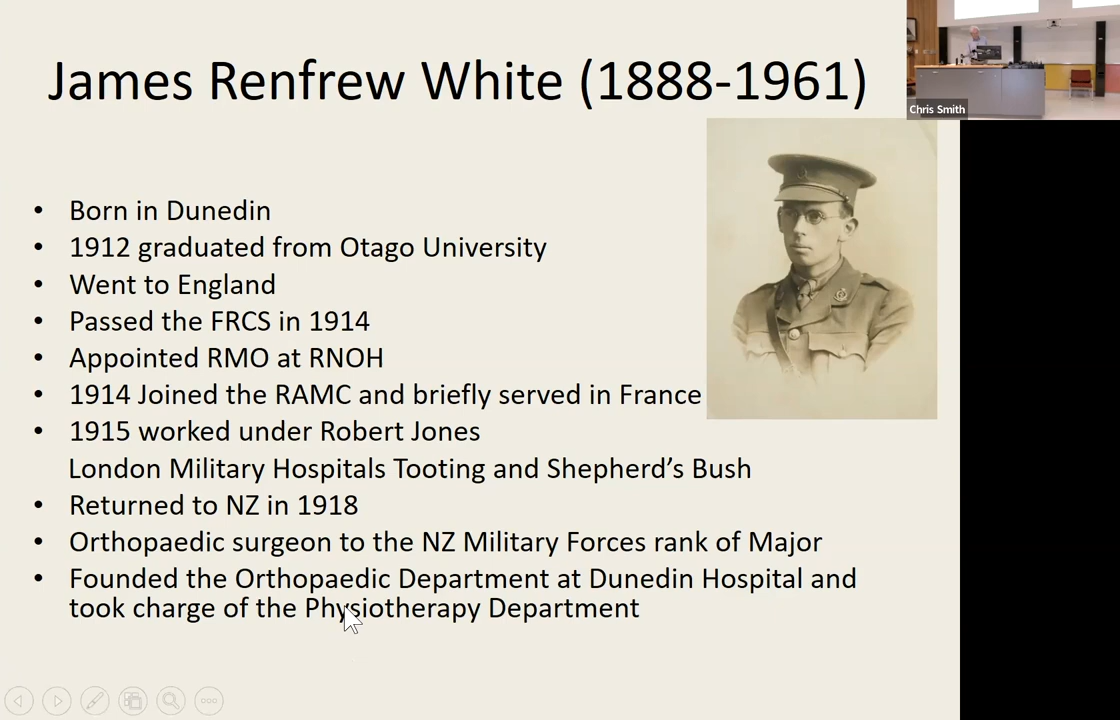 James Renfrew White (1888-1961)
Chris Smith
• Born in Dunedin
• 1912 graduated from Otago University
• Went to England
• Passed the FRCS in 1914
• Appointed RMO at RNOH
• 1914 Joined the RAMC and briefly served in France
• 1915 worked under Robert Jones
London Military Hospitals Tooting and Shepherd’s Bush
• Returned to NZ in 1918
• Orthopaedic surgeon to the NZ Military Forces rank of Major
• Founded the Orthopaedic Department at Dunedin Hospital and
took charge of the Physiotherapy Department